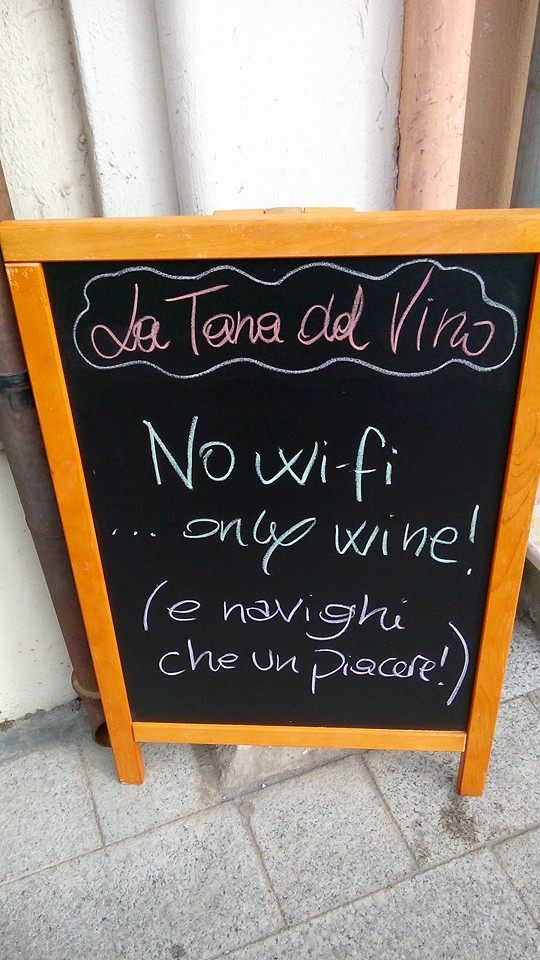 La Tana del Vino
No wi-fi
... only wine!
(e navighi
che un piacere!)